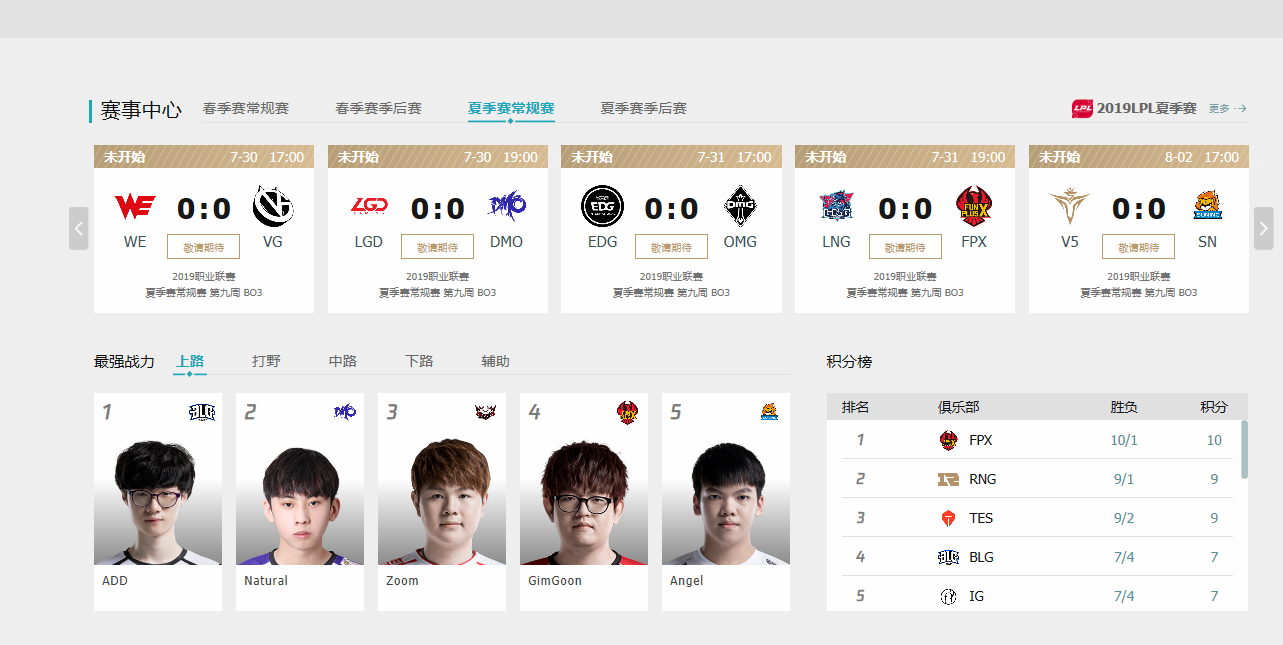 赛事中心 春季赛常规赛 春季赛季后赛 夏季赛常规赛 夏季赛季后赛 LPL 2019LPL夏季赛 更多
未开始 7-30 17:00
WE 0:0 VG
敬请期待
2019职业联赛
夏季赛常规赛 第九周 BO3
未开始 7-30 19:00
LGD 0:0 DMO
敬请期待
2019职业联赛
夏季赛常规赛 第九周 BO3
未开始 7-31 17:00
EDG 0:0 OMG
敬请期待
2019职业联赛
夏季赛常规赛 第九周 BO3
未开始 7-31 19:00
LNG 0:0 FPX
敬请期待
2019职业联赛
夏季赛常规赛 第九周 BO3
未开始 8-02 17:00
V5 0:0 SN
敬请期待
2019职业联赛
夏季赛常规赛 第九周 BO3
最强战力 上路 打野 中路 下路 辅助
1
ADD
2
Natural
3
Zoom
4
GimGoon
5
Angel
积分榜
排名 俱乐部 胜负 积分
1 FPX 10/1 10
2 RNG 9/1 9
3 TES 9/2 9
4 BLG 7/4 7
5 IG 7/4 7